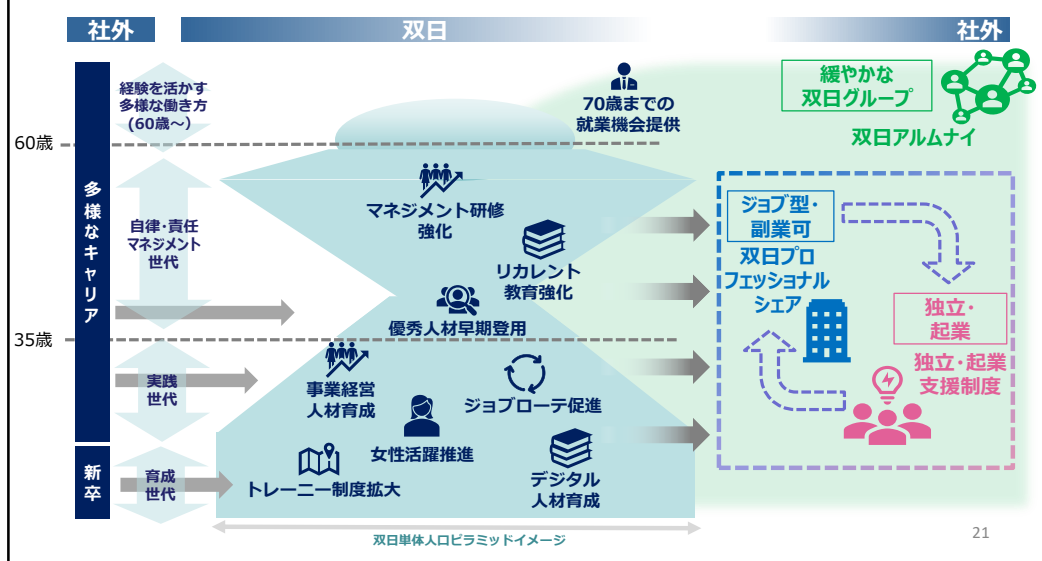 社外
双日
社外
経験を活かす
多様な働き方
(60歳～)
60歳
70歳までの
就業機会提供
緩やかな
双日グループ
双日アルムナイ
多様なキャリア
自律・責任
マネジメント
世代
マネジメント研修
強化
リカレント
教育強化
優秀人材早期登用
ジョブ型・
副業可
双日プロ
フェッショナル
シェア
独立・
起業
独立・起業
支援制度
35歳
実践
世代
事業経営
人材育成
ジョブローテ促進
女性活躍推進
新卒
育成
世代
トレーニー制度拡大
デジタル
人材育成
双日単体人口ピラミッドイメージ
21